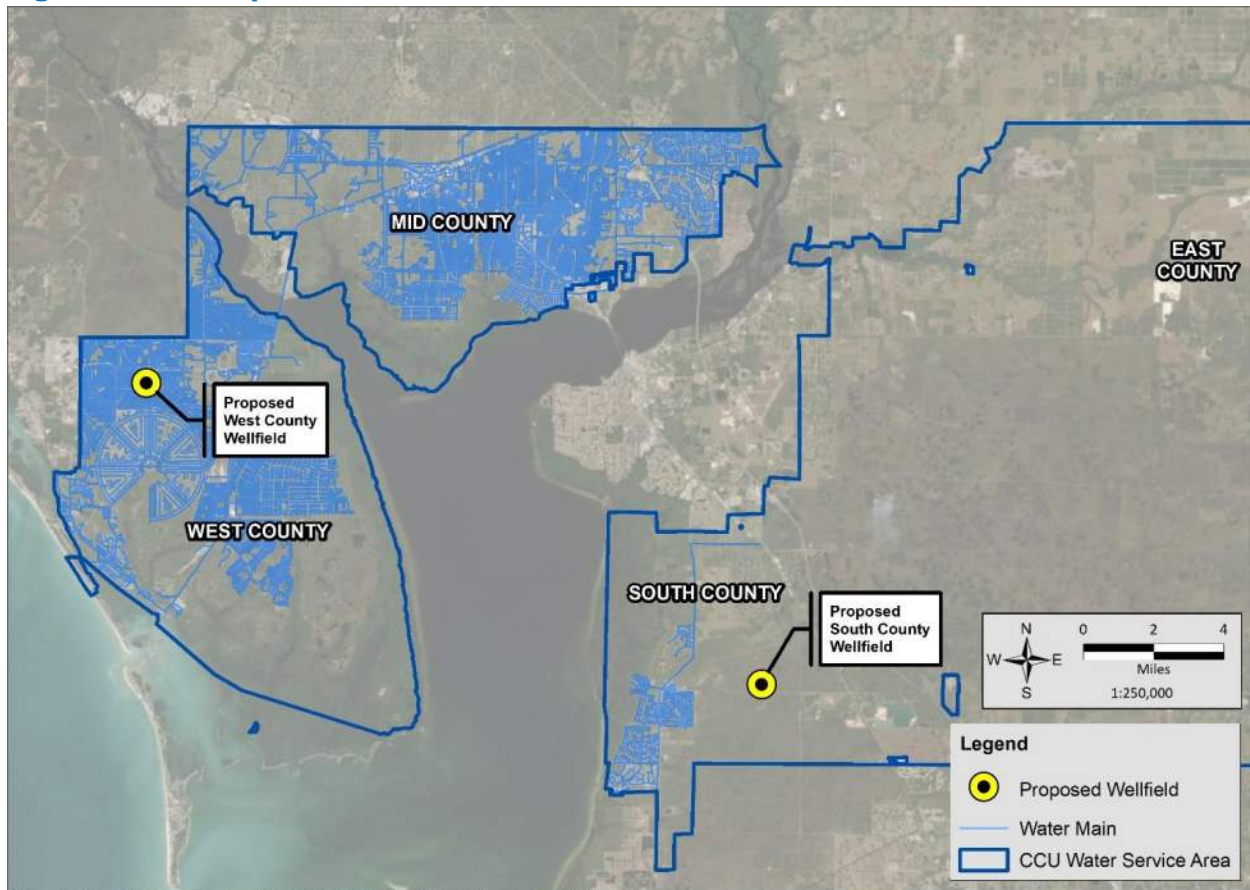 MID COUNTY
EAST
COUNTY
Proposed
West County
Wellfield
WEST COUNTY
SOUTH COUNTY
Proposed
South County
Wellfield
N
W
E
S
0 2 4
Miles
1:250,000
Legend
Proposed Wellfield
Water Main
CCU Water Service Area